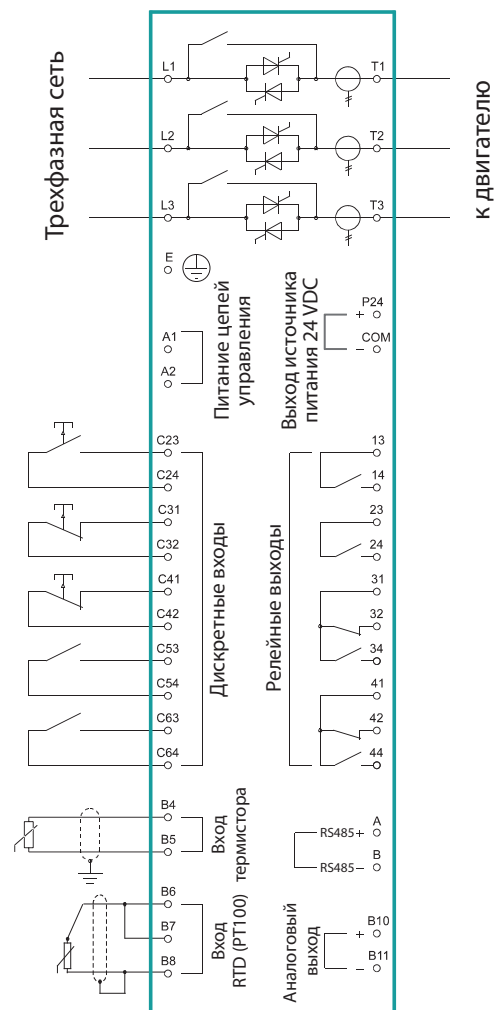 Трехфазная сеть
L1
T1
L2
T2
L3
T3
к двигателю
E
Питание цепей
управления
A1
A2
Выход источника
питания 24 VDC
P24
+
COM
–
C23
C24
C31
C32
C41
C42
C53
C54
C63
C64
Дискретные входы
Релейные выходы
13
14
23
24
31
32
34
41
42
44
B4
B5
Вход
термистора
RS485 +
A
RS485 –
B
B6
B7
B8
Вход
RTD (PT100)
Аналоговый
выход
+
B10
–
B11